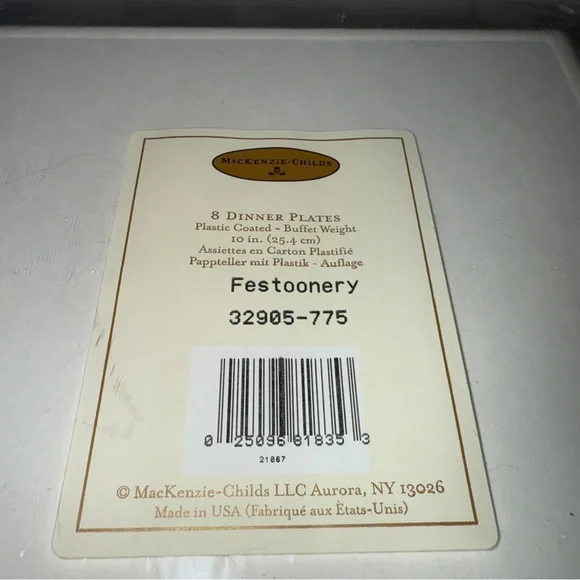 MacKenzie-Childs
8 Dinner Plates
Plastic Coated ~ Buffet Weight
10 in. (25.4 cm)
Assiettes en Carton Plastifié
Pappteller mit Plastik - Auflage
Festoonery
32905-775
0 25096 81835 3
21067
© MacKenzie-Childs LLC Aurora, NY 13026
Made in USA (Fabriqué aux Ètats-Unis)